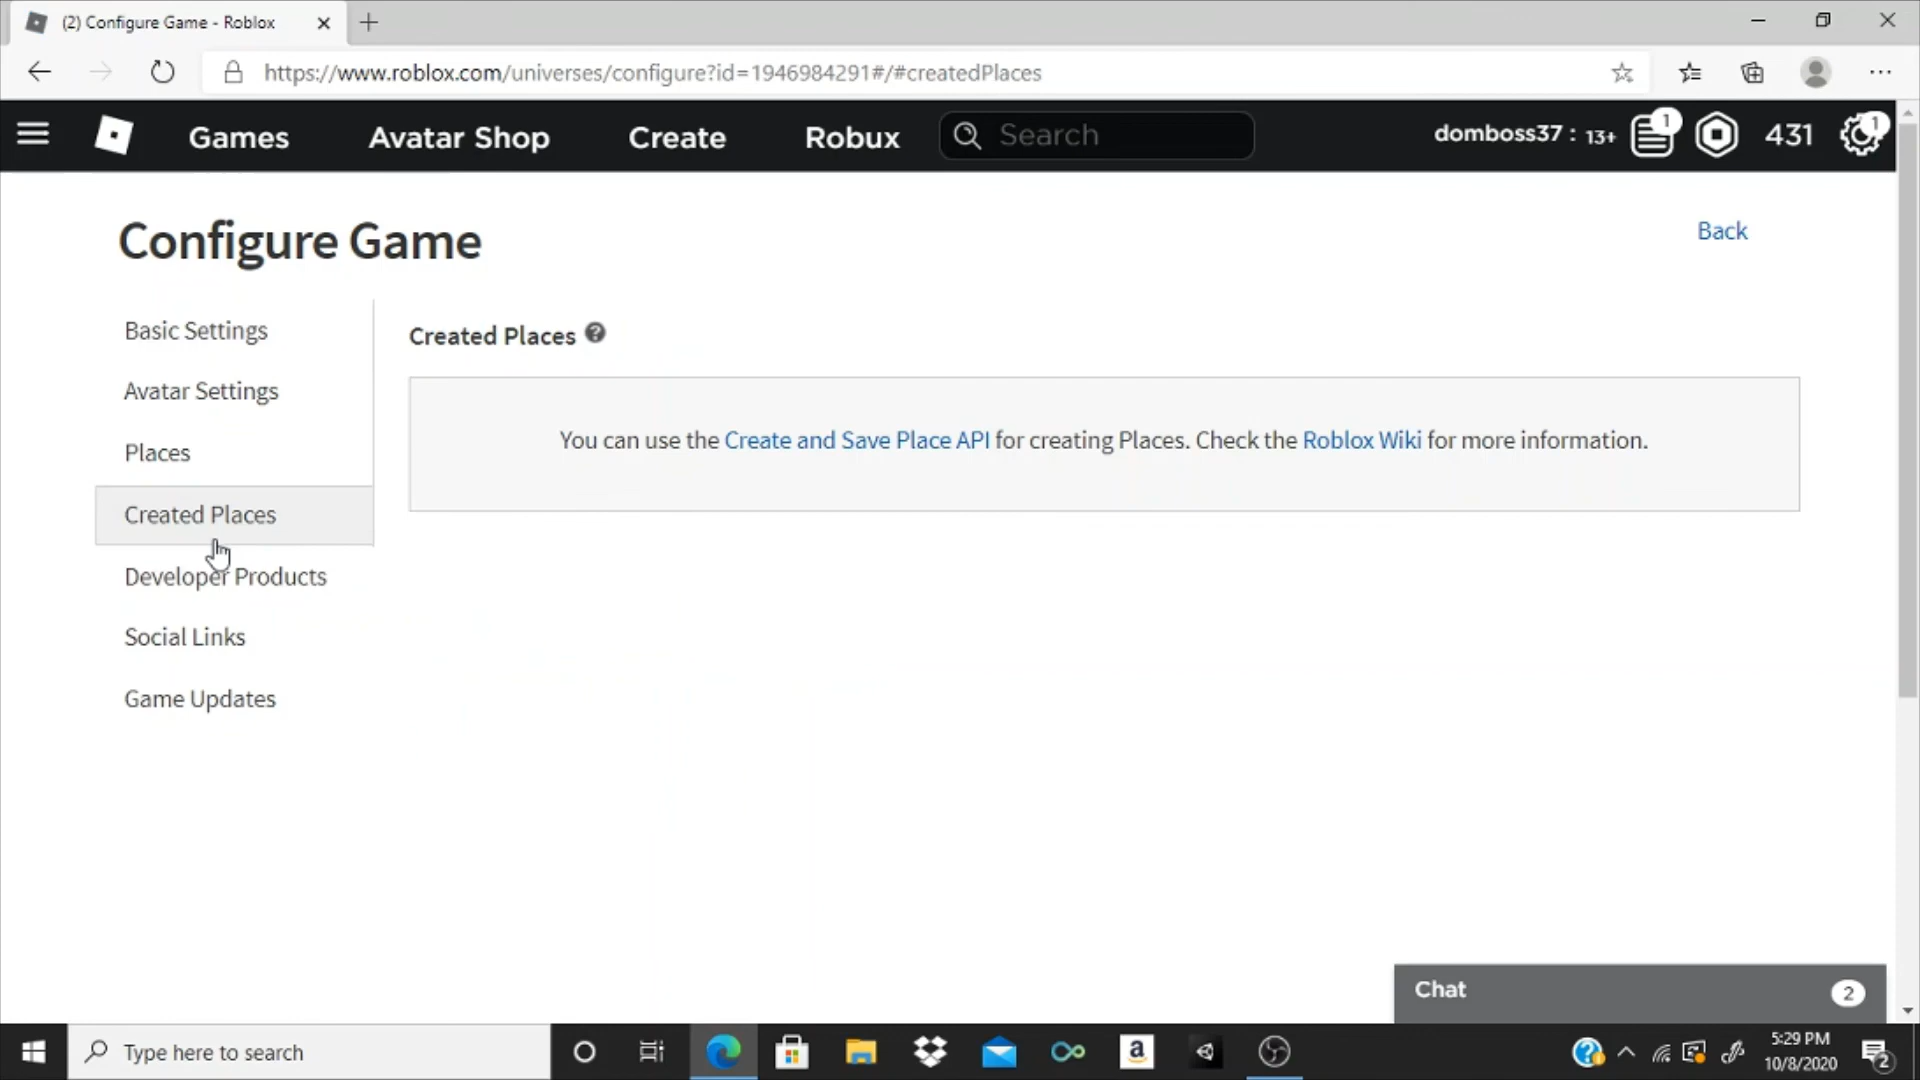 (2) Configure Game - Roblox
https://www.roblox.com/universes/configure?id=1946984291#/#createdPlaces
Games Avatar Shop Create Robux Search domboss37 : 13+ 1 431 1
Configure Game
Back
Basic Settings
Avatar Settings
Places
Created Places
Developer Products
Social Links
Game Updates
Created Places ?
You can use the Create and Save Place API for creating Places. Check the Roblox Wiki for more information.
Chat 2
Type here to search
a
5:29 PM
10/8/2020
2